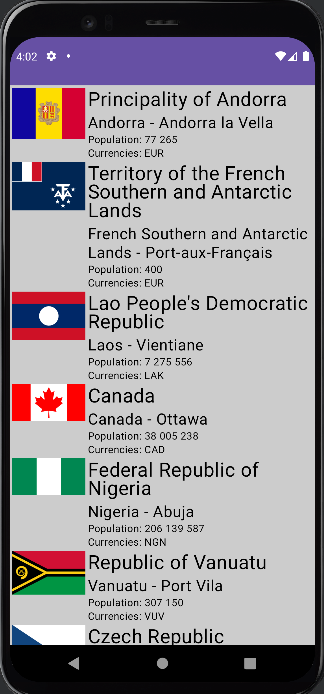 4:02
Principality of Andorra
Andorra - Andorra la Vella
Population: 77 265
Currencies: EUR
Territory of the French
Southern and Antarctic
Lands
French Southern and Antarctic
Lands - Port-aux-Français
Population: 400
Currencies: EUR
Lao People's Democratic
Republic
Laos - Vientiane
Population: 7 275 556
Currencies: LAK
Canada
Canada - Ottawa
Population: 38 005 238
Currencies: CAD
Federal Republic of
Nigeria
Nigeria - Abuja
Population: 206 139 587
Currencies: NGN
Republic of Vanuatu
Vanuatu - Port Vila
Population: 307 150
Currencies: VUV
Czech Republic